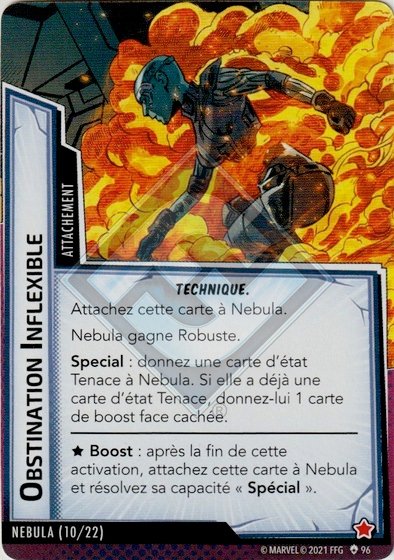 OBSTINATION INFLEXIBLE
ATTACHEMENT
TECHNIQUE.
Attachez cette carte à Nebula.
Nebula gagne Robuste.
Special : donnez une carte d'état
Tenace à Nebula. Si elle a déjà une
carte d'état Tenace, donnez-lui 1 carte
de boost face cachée.
★ Boost : après la fin de cette
activation, attachez cette carte à Nebula
et résolvez sa capacité « Spécial ».
NEBULA (10/22)
© MARVEL © 2021 FFG 96